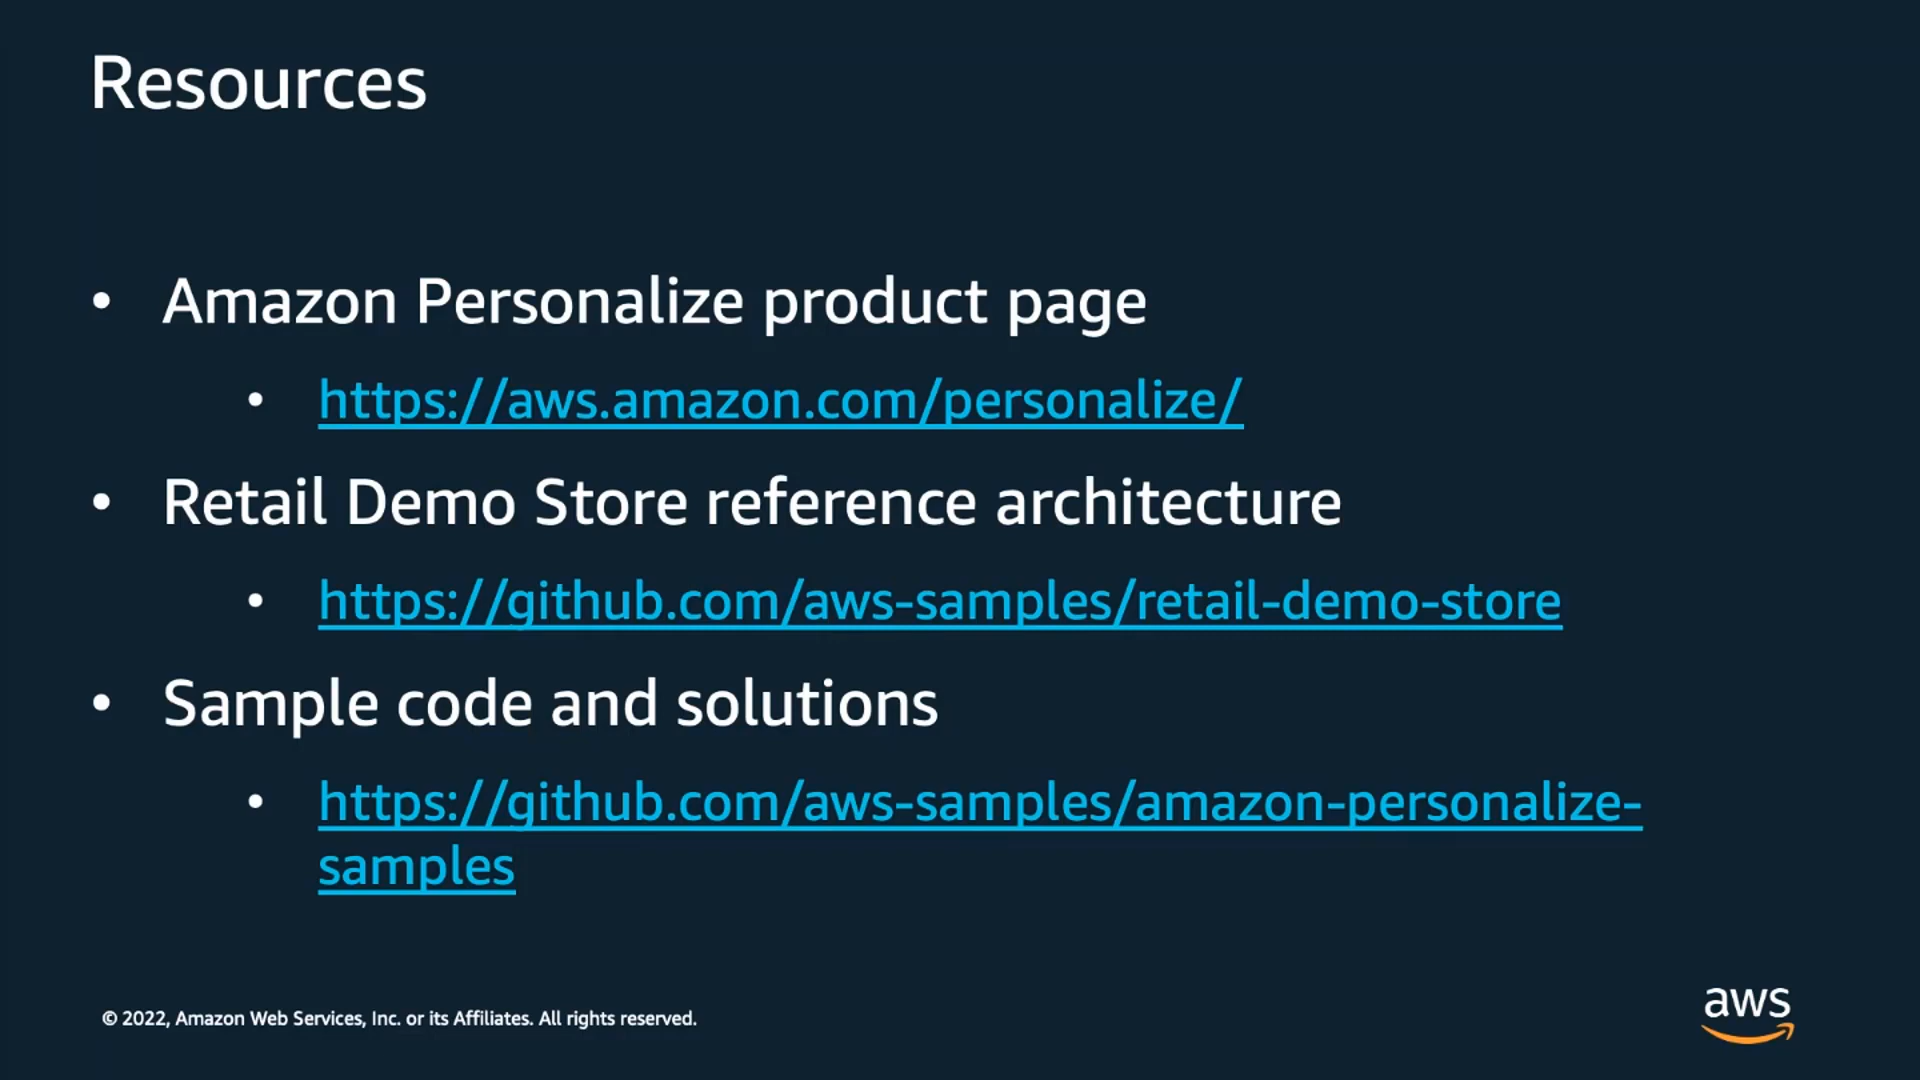 Resources
• Amazon Personalize product page
• https://aws.amazon.com/personalize/
• Retail Demo Store reference architecture
• https://github.com/aws-samples/retail-demo-store
• Sample code and solutions
• https://github.com/aws-samples/amazon-personalize-
samples
© 2022, Amazon Web Services, Inc. or its Affiliates. All rights reserved.
aws